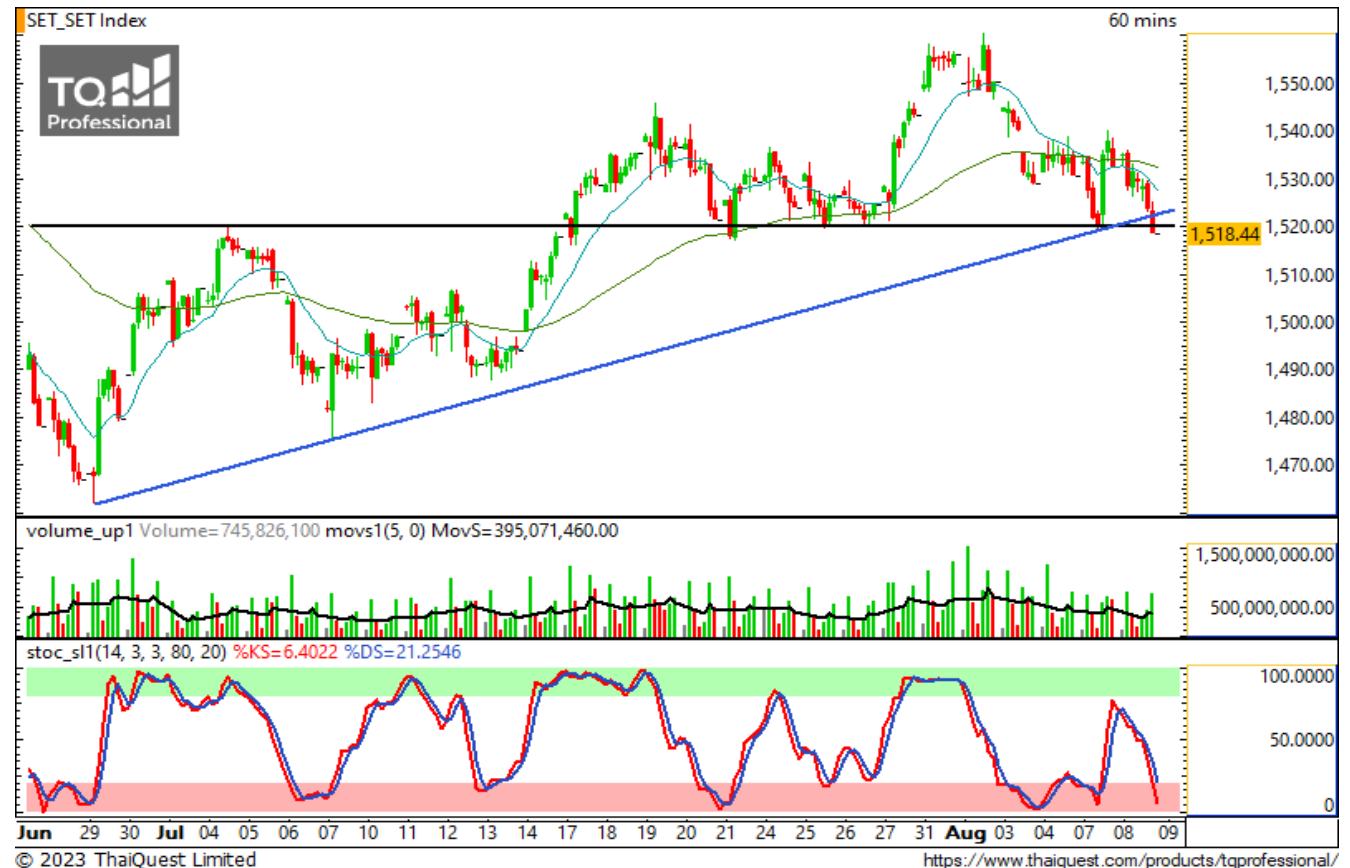 SET_SET Index 60 mins
TQ
Professional
1,550.00
1,540.00
1,530.00
1,518.44 1,520.00
1,510.00
1,500.00
1,490.00
1,480.00
1,470.00
volume_up1 Volume=745,826,100 movs1(5, 0) MovS=395,071,460.00
1,500,000,000.00
500,000,000.00
stoc_sl1(14, 3, 3, 80, 20) %KS=6.4022 %DS=21.2546
100.0000
50.0000
0
Jun 29 30 Jul 04 05 06 07 10 11 12 13 14 17 18 19 20 21 24 25 26 27 31 Aug 03 04 07 08 09
© 2023 ThaiQuest Limited https://www.thaiquest.com/products/tqprofessional/